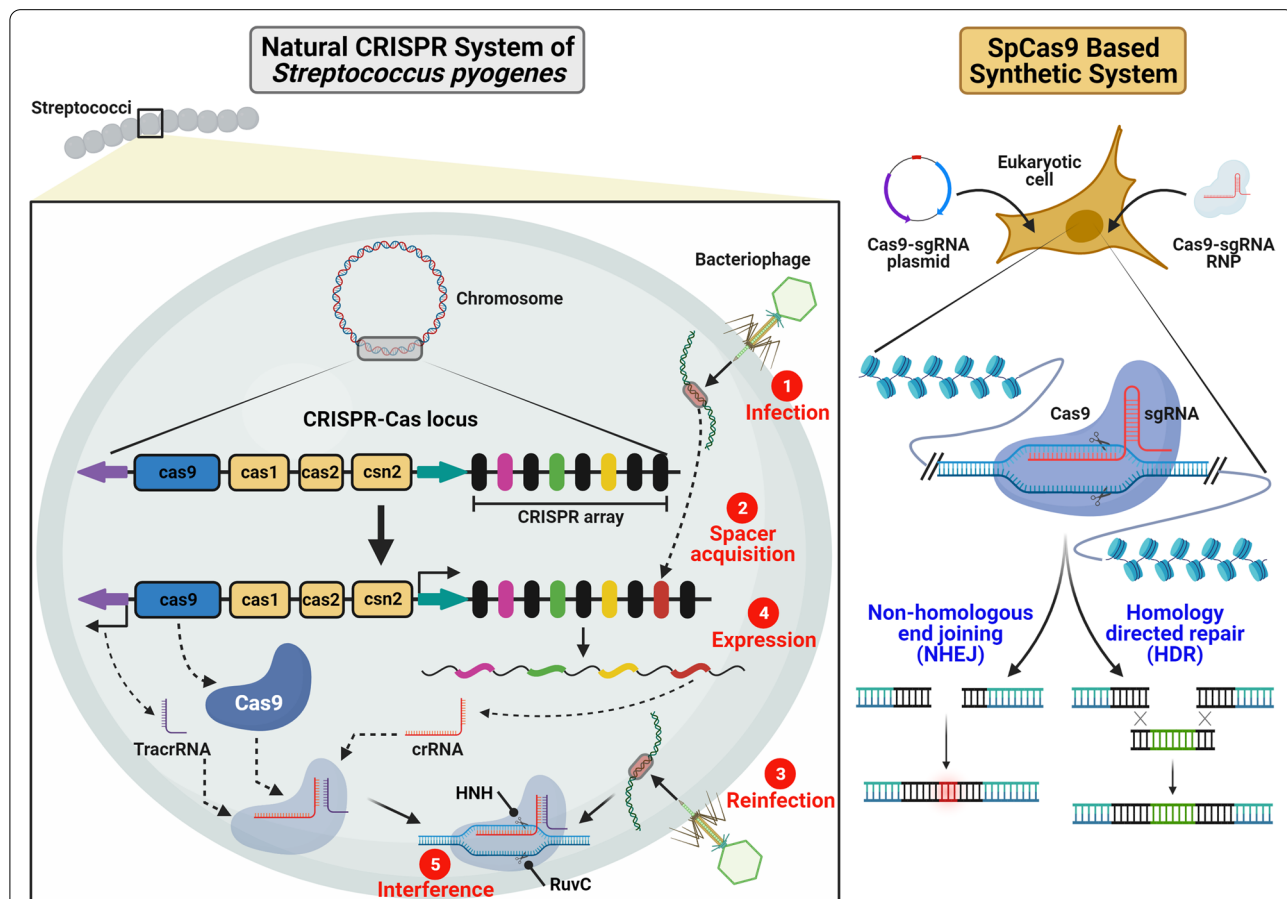 Natural CRISPR System of
Streptococcus pyogenes
Streptococci
Chromosome
Bacteriophage
1
Infection
CRISPR-Cas locus
cas9
cas1
cas2
csn2
CRISPR array
2
Spacer
acquisition
cas9
cas1
cas2
csn2
4
Expression
Cas9
TracrRNA
crRNA
3
Reinfection
HNH
5
Interference
RuvC
SpCas9 Based
Synthetic System
Eukaryotic
cell
Cas9-sgRNA
plasmid
Cas9-sgRNA
RNP
Cas9
sgRNA
Non-homologous
end joining
(NHEJ)
Homology
directed repair
(HDR)